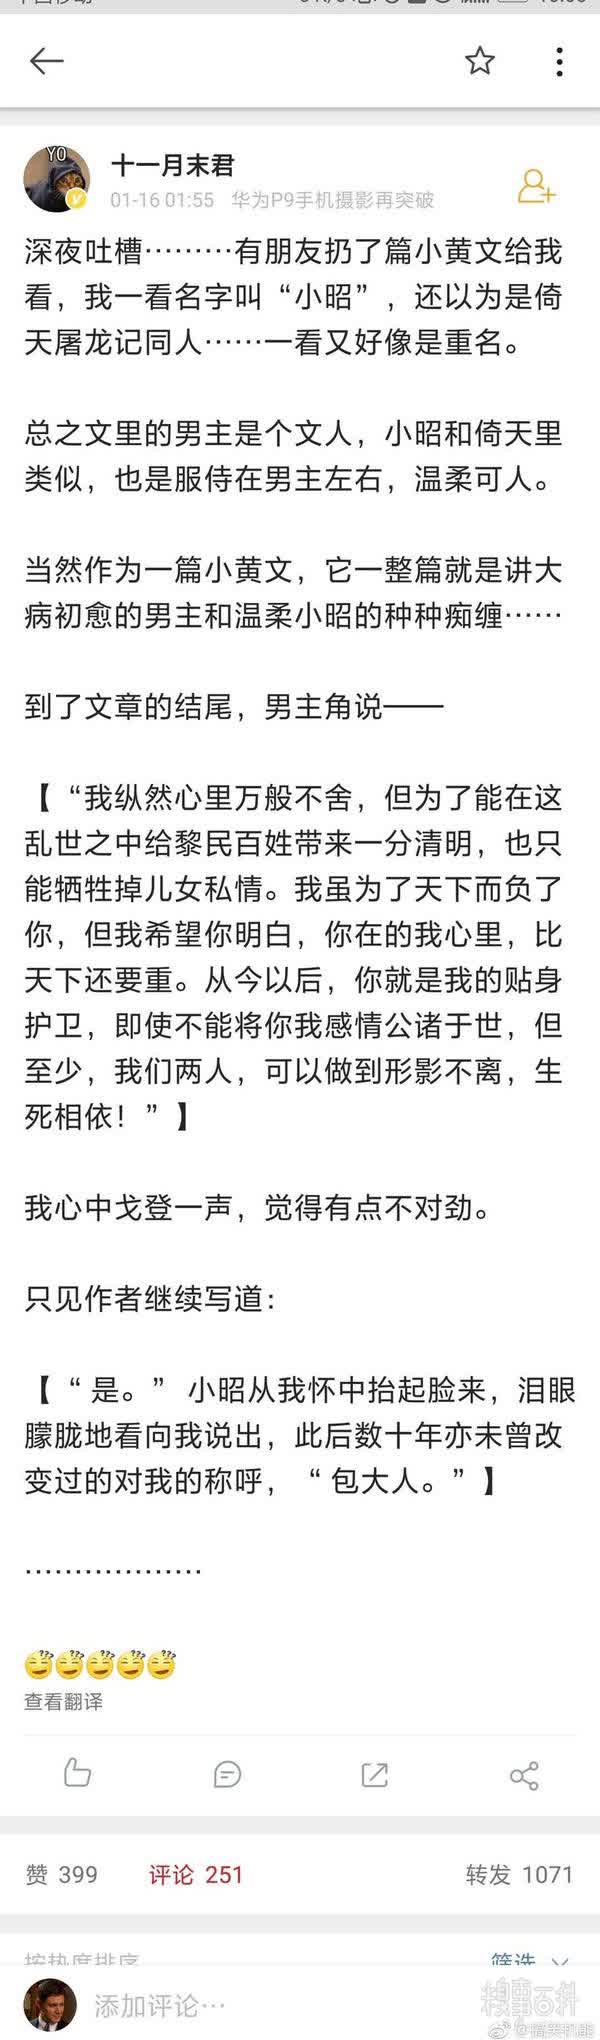 YO
十一月末君
01-16 01:55 华为P9手机摄影再突破
深夜吐槽………有朋友扔了篇小黄文给我
看，我一看名字叫“小昭”，还以为是倚
天屠龙记同人……一看又好像是重名。
总之文里的男主是个文人，小昭和倚天里
类似，也是服侍在男主左右，温柔可人。
当然作为一篇小黄文，它一整篇就是讲大
病初愈的男主和温柔小昭的种种痴缠……
到了文章的结尾，男主角说——
【“我纵然心里万般不舍，但为了能在这
乱世之中给黎民百姓带来一分清明，也只
能牺牲掉儿女私情。我虽为了天下而负了
你，但我希望你明白，你在的我心里，比
天下还要重。从今以后，你就是我的贴身
护卫，即使不能将你我感情公诸于世，但
至少，我们两人，可以做到形影不离，生
死相依！”】
我心中戈登一声，觉得有点不对劲。
只见作者继续写道：
【“是。” 小昭从我怀中抬起脸来，泪眼
朦胧地看向我说出，此后数十年亦未曾改
变过的对我的称呼，“包大人。”】
………………
查看翻译
赞 399 评论 251 转发 1071
按热度排序 筛选
添加评论…
糗事百科
@搞笑机能